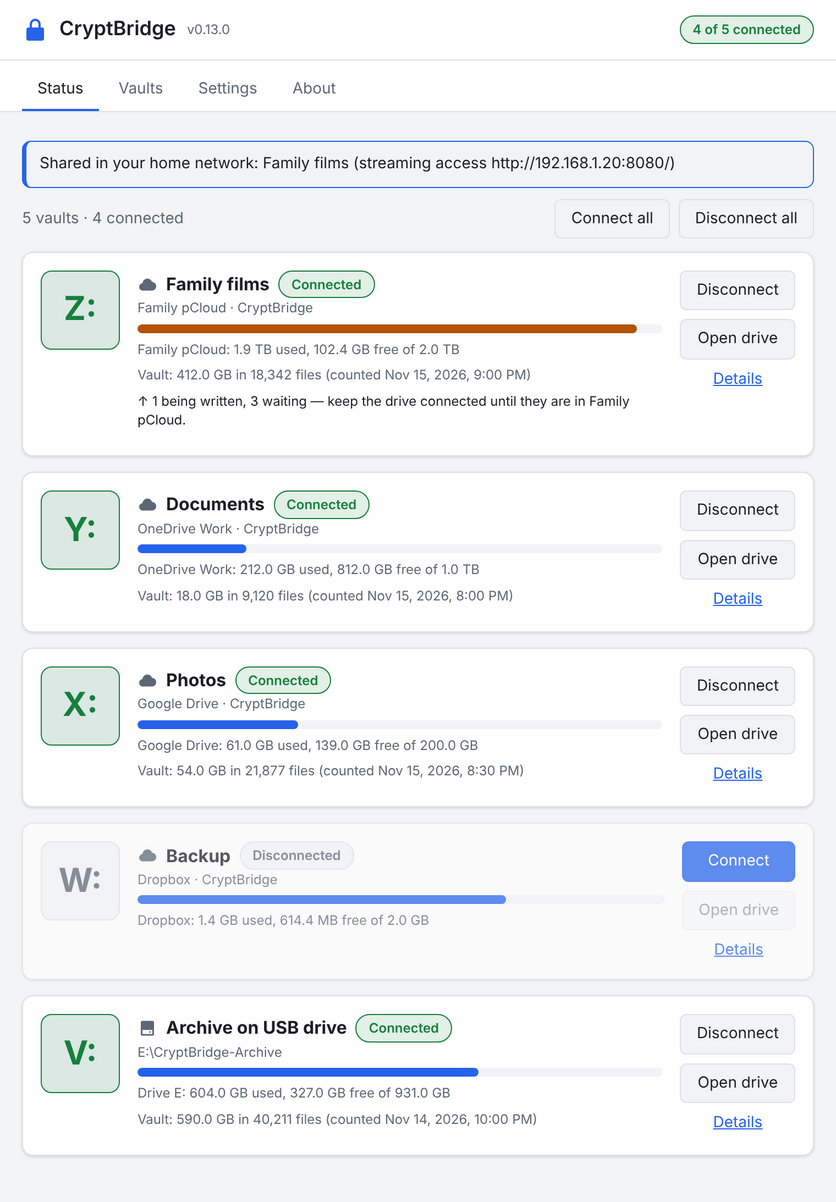 CryptBridge v0.13.0
4 of 5 connected
Status Vaults Settings About
Shared in your home network: Family films (streaming access http://192.168.1.20:8080/)
5 vaults · 4 connected
Connect all Disconnect all
Z:
Family films Connected
Family pCloud · CryptBridge
Family pCloud: 1.9 TB used, 102.4 GB free of 2.0 TB
Vault: 412.0 GB in 18,342 files (counted Nov 15, 2026, 9:00 PM)
↑ 1 being written, 3 waiting — keep the drive connected until they are in Family
pCloud.
Disconnect
Open drive
Details
Y:
Documents Connected
OneDrive Work · CryptBridge
OneDrive Work: 212.0 GB used, 812.0 GB free of 1.0 TB
Vault: 18.0 GB in 9,120 files (counted Nov 15, 2026, 8:00 PM)
Disconnect
Open drive
Details
X:
Photos Connected
Google Drive · CryptBridge
Google Drive: 61.0 GB used, 139.0 GB free of 200.0 GB
Vault: 54.0 GB in 21,877 files (counted Nov 15, 2026, 8:30 PM)
Disconnect
Open drive
Details
W:
Backup Disconnected
Dropbox · CryptBridge
Dropbox: 1.4 GB used, 614.4 MB free of 2.0 GB
Connect
Open drive
Details
V:
Archive on USB drive Connected
E:\CryptBridge-Archive
Drive E: 604.0 GB used, 327.0 GB free of 931.0 GB
Vault: 590.0 GB in 40,211 files (counted Nov 14, 2026, 10:00 PM)
Disconnect
Open drive
Details